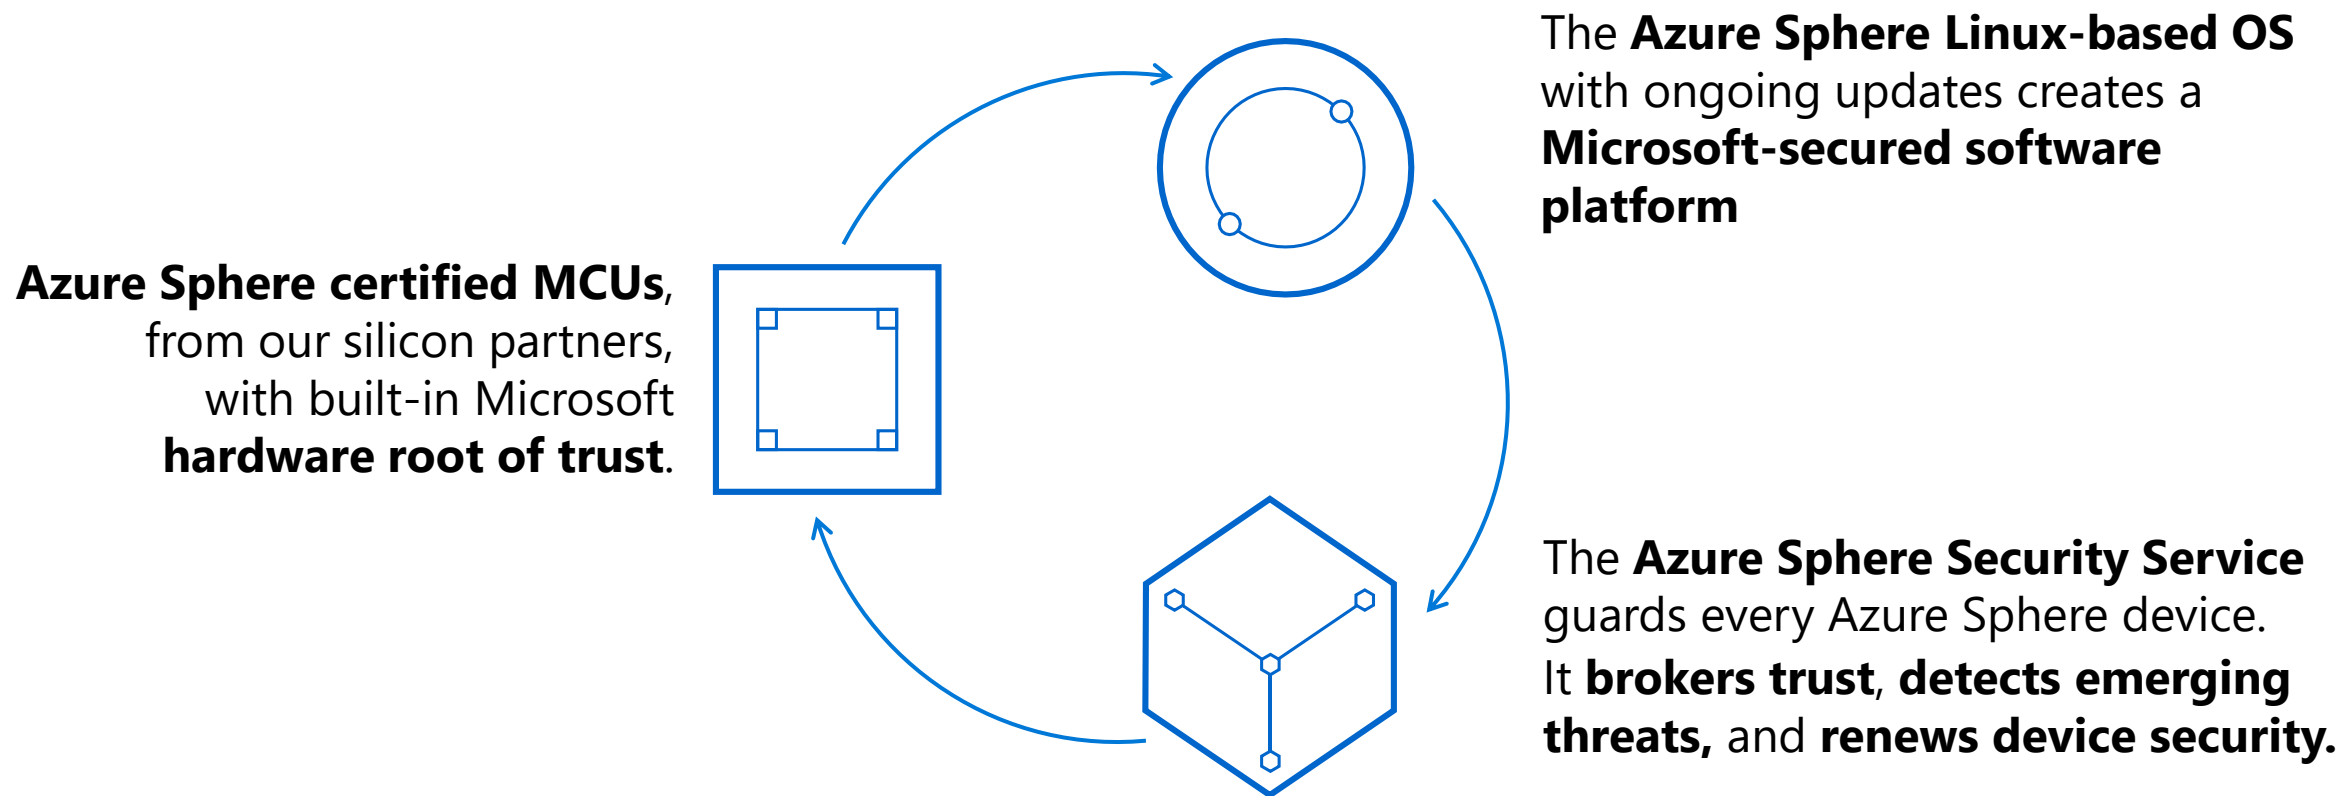 The Azure Sphere Linux-based OS
with ongoing updates creates a
Microsoft-secured software
platform
Azure Sphere certified MCUs,
from our silicon partners,
with built-in Microsoft
hardware root of trust.
The Azure Sphere Security Service
guards every Azure Sphere device.
It brokers trust, detects emerging
threats, and renews device security.